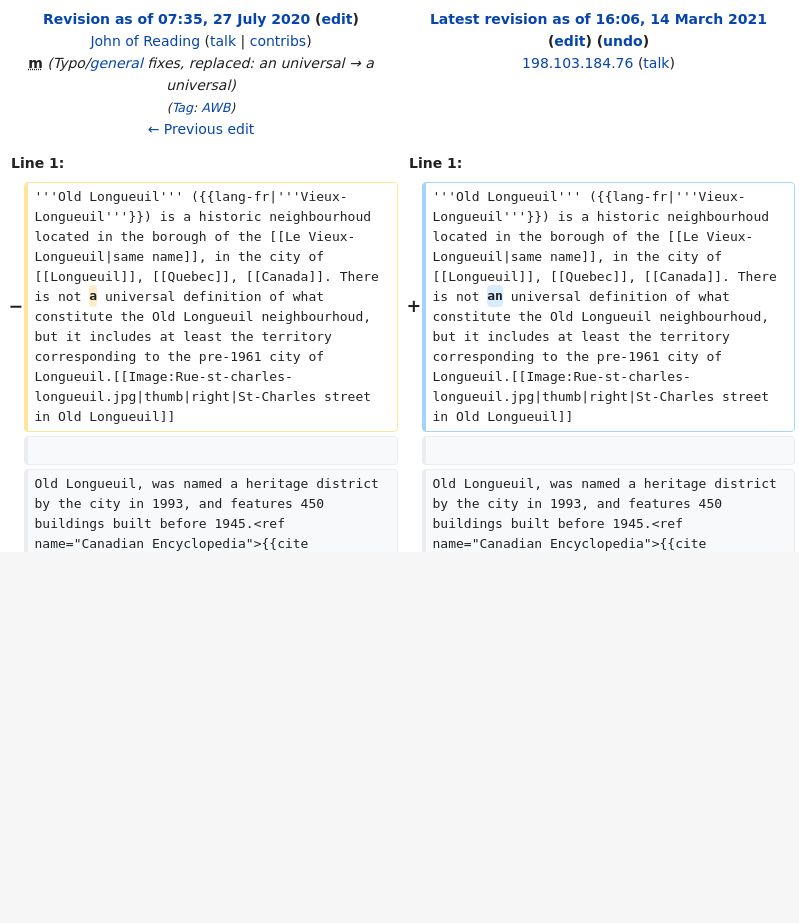 Revision as of 07:35, 27 July 2020 (edit)
John of Reading (talk | contribs)
m (Typo/general fixes, replaced: an universal → a
universal)
(Tag: AWB)
← Previous edit
Latest revision as of 16:06, 14 March 2021
(edit) (undo)
198.103.184.76 (talk)
Line 1:
Line 1:
−
'''Old Longueuil''' ({{lang-fr|'''Vieux-
Longueuil'''}}) is a historic neighbourhoud
located in the borough of the [[Le Vieux-
Longueuil|same name]], in the city of
[[Longueuil]], [[Quebec]], [[Canada]]. There
is not a universal definition of what
constitute the Old Longueuil neighbourhoud,
but it includes at least the territory
corresponding to the pre-1961 city of
Longueuil.[[Image:Rue-st-charles-
longueuil.jpg|thumb|right|St-Charles street
in Old Longueuil]]
+
'''Old Longueuil''' ({{lang-fr|'''Vieux-
Longueuil'''}}) is a historic neighbourhoud
located in the borough of the [[Le Vieux-
Longueuil|same name]], in the city of
[[Longueuil]], [[Quebec]], [[Canada]]. There
is not an universal definition of what
constitute the Old Longueuil neighbourhoud,
but it includes at least the territory
corresponding to the pre-1961 city of
Longueuil.[[Image:Rue-st-charles-
longueuil.jpg|thumb|right|St-Charles street
in Old Longueuil]]
Old Longueuil, was named a heritage district
by the city in 1993, and features 450
buildings built before 1945.<ref
name="Canadian Encyclopedia">{{cite
Old Longueuil, was named a heritage district
by the city in 1993, and features 450
buildings built before 1945.<ref
name="Canadian Encyclopedia">{{cite